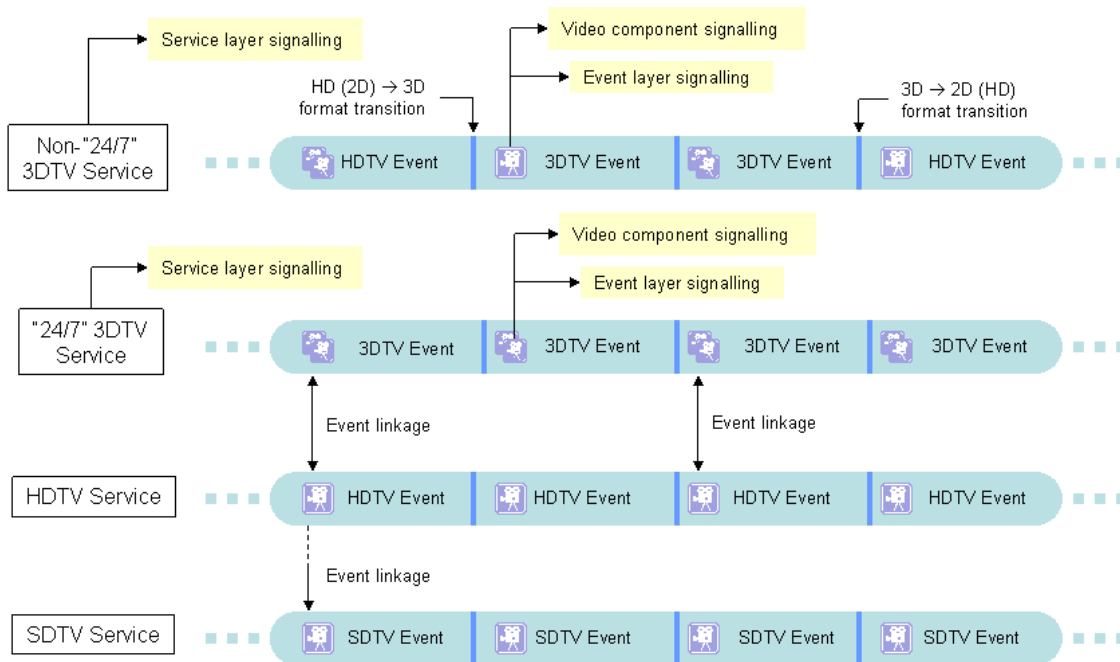 Service layer signalling
Video component signalling
Event layer signalling
HD (2D) → 3D
format transition
3D → 2D (HD)
format transition
Non-"24/7"
3DTV Service
HDTV Event
3DTV Event
3DTV Event
HDTV Event
Service layer signalling
Video component signalling
Event layer signalling
"24/7" 3DTV
Service
3DTV Event
3DTV Event
3DTV Event
3DTV Event
Event linkage
Event linkage
HDTV Service
HDTV Event
HDTV Event
HDTV Event
HDTV Event
Event linkage
SDTV Service
SDTV Event
SDTV Event
SDTV Event
SDTV Event